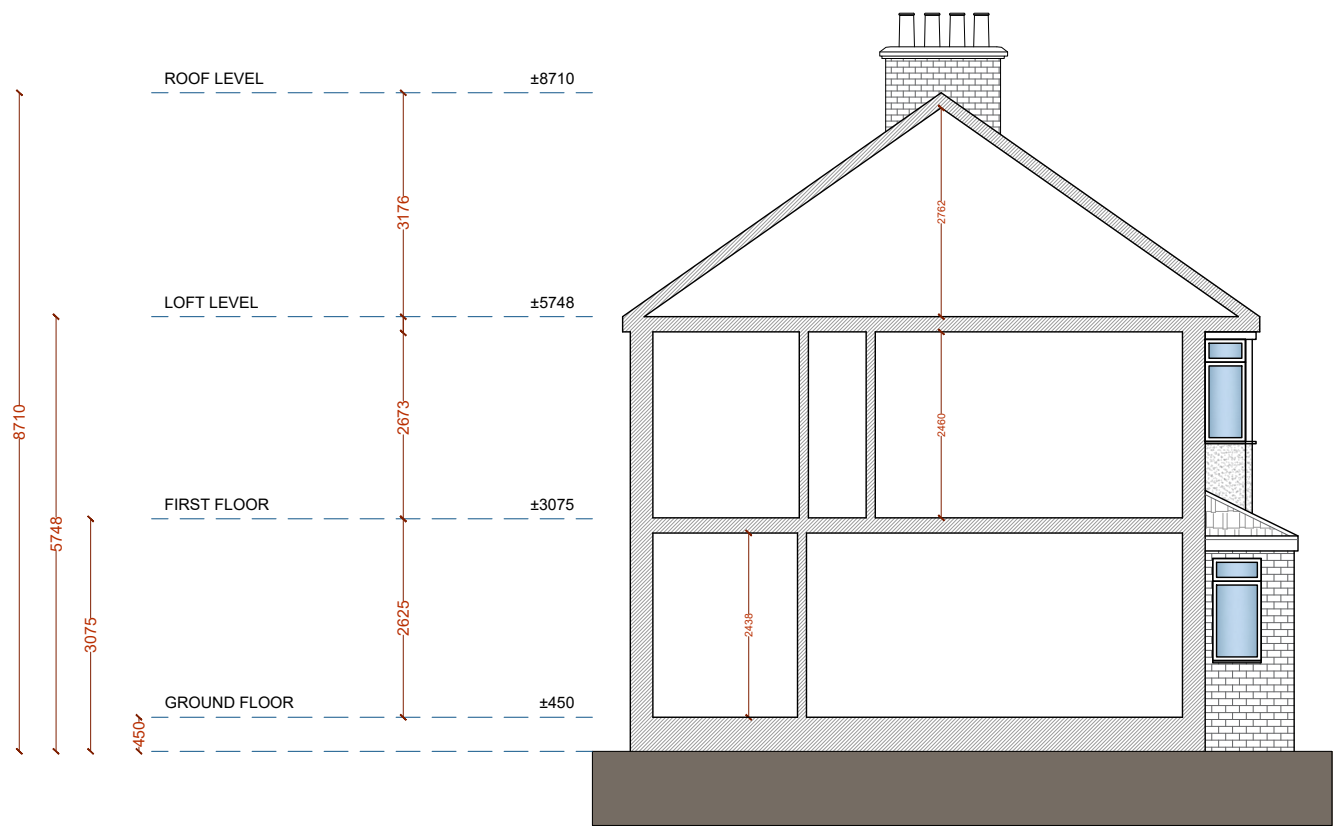 ROOF LEVEL ±8710
3176
2762
LOFT LEVEL ±5748
8710
2673
2460
FIRST FLOOR ±3075
5748
3075
2625
2438
GROUND FLOOR ±450
450